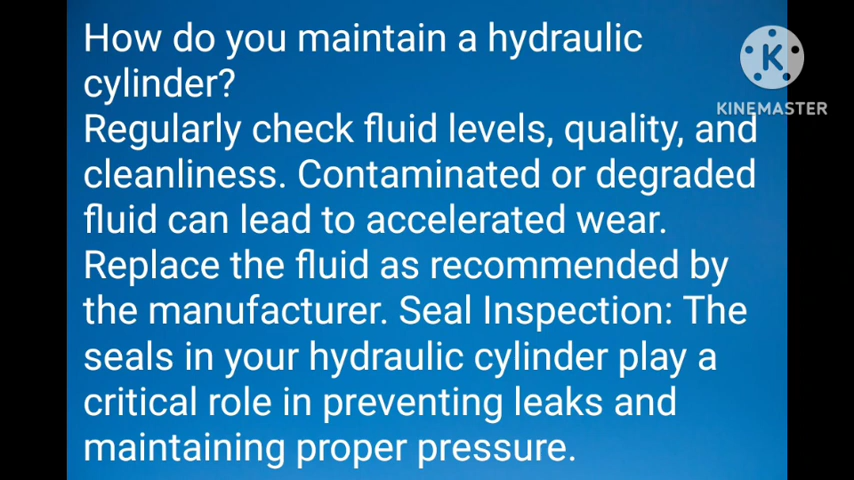 How do you maintain a hydraulic
cylinder?
Regularly check fluid levels, quality, and
cleanliness. Contaminated or degraded
fluid can lead to accelerated wear.
Replace the fluid as recommended by
the manufacturer. Seal Inspection: The
seals in your hydraulic cylinder play a
critical role in preventing leaks and
maintaining proper pressure.
K
KINEMASTER